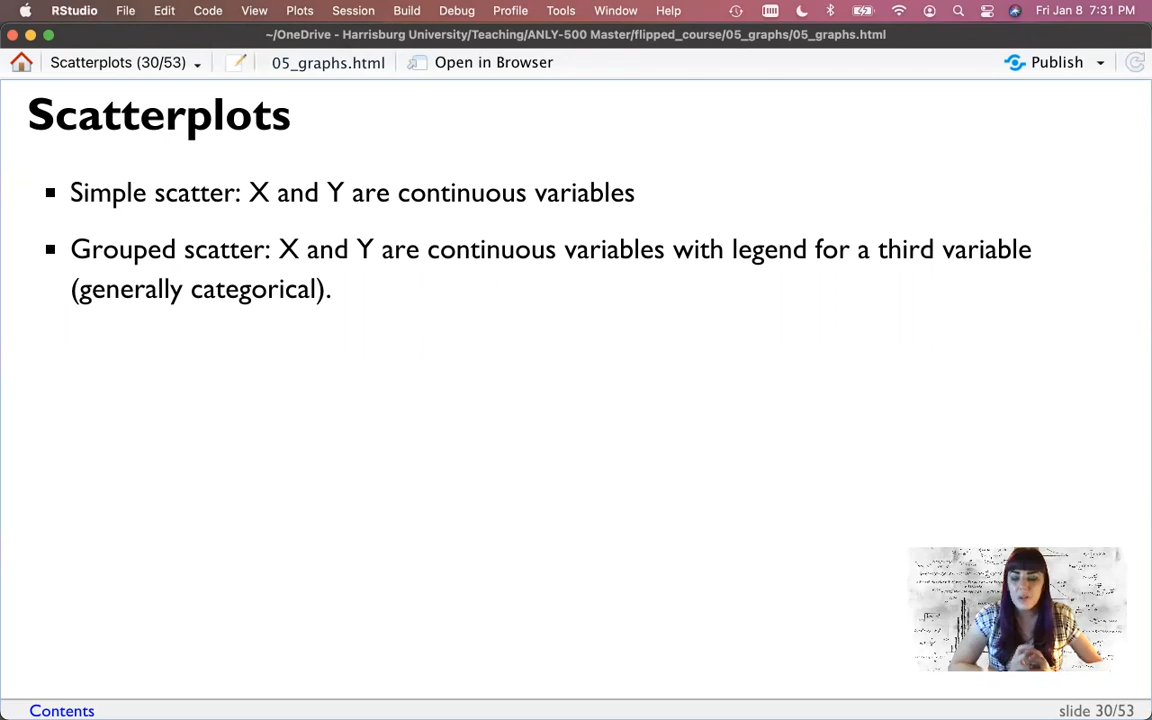 RStudio File Edit Code View Plots Session Build Debug Profile Tools Window Help Fri Jan 8 7:31 PM
~/OneDrive - Harrisburg University/Teaching/ANLY-500 Master/flipped_course/05_graphs/05_graphs.html
Scatterplots (30/53) 05_graphs.html Open in Browser Publish
Scatterplots
Simple scatter: X and Y are continuous variables
Grouped scatter: X and Y are continuous variables with legend for a third variable
(generally categorical).
Contents slide 30/53